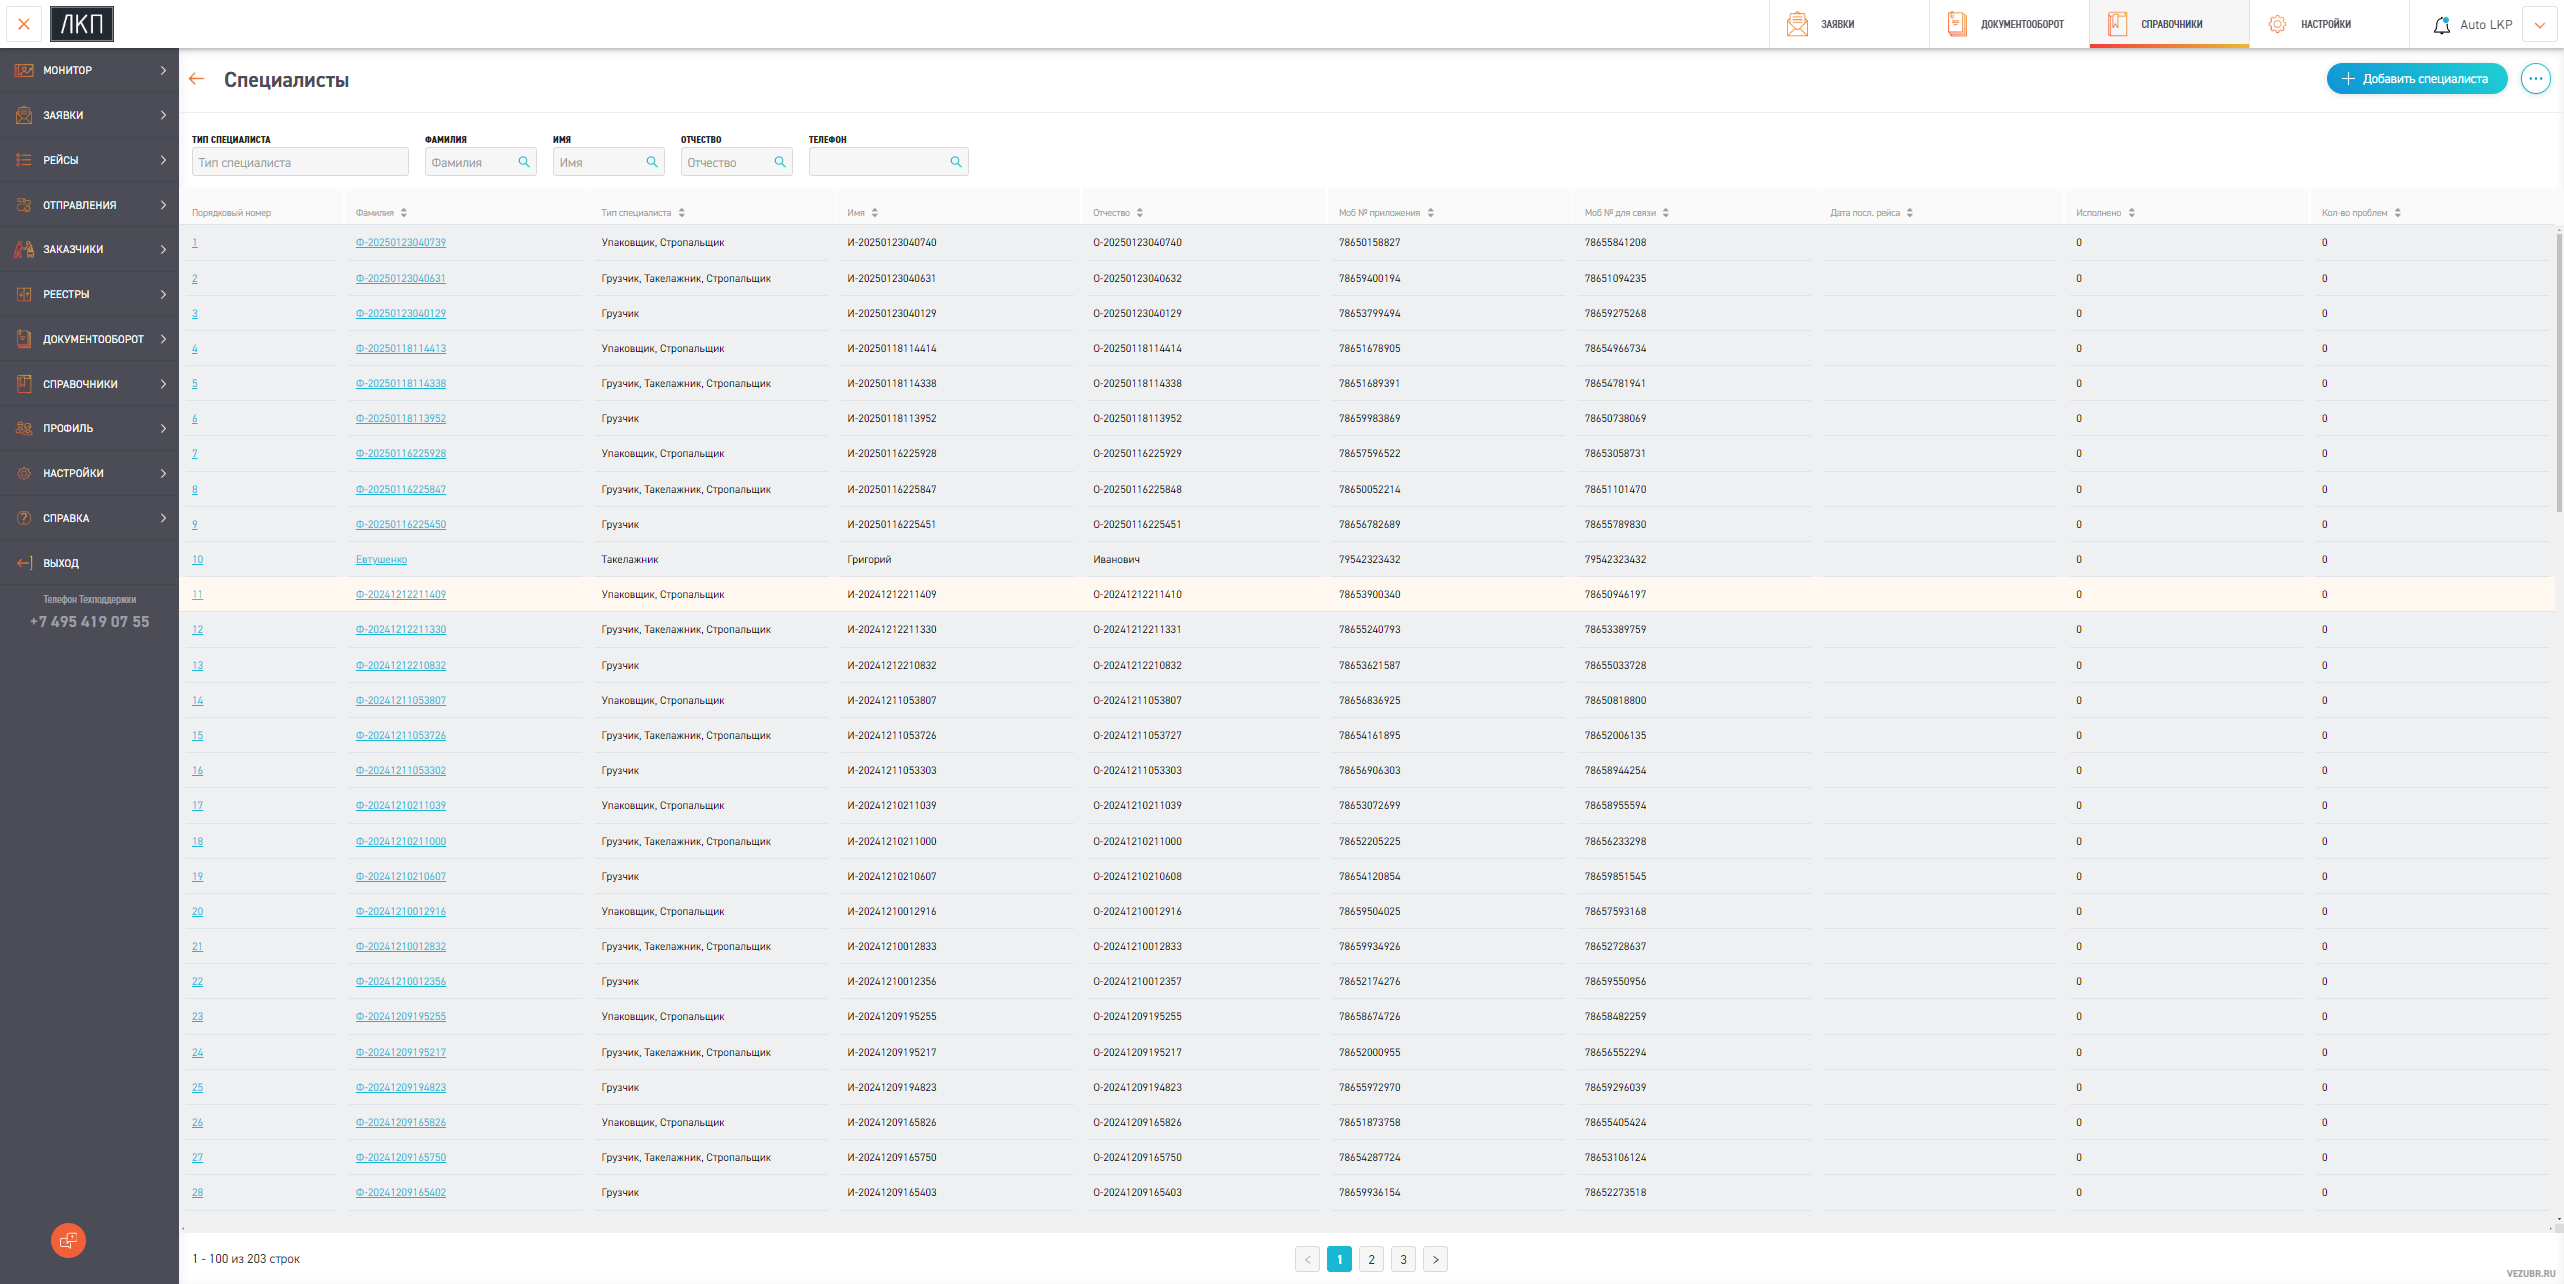 ЛКП
ЗАЯВКИ
ДОКУМЕНТООБОРОТ
СПРАВОЧНИКИ
НАСТРОЙКИ
Auto LKP
МОНИТОР
ЗАЯВКИ
РЕЙСЫ
ОТПРАВЛЕНИЯ
ЗАКАЗЧИКИ
РЕЕСТРЫ
ДОКУМЕНТООБОРОТ
СПРАВОЧНИКИ
ПРОФИЛЬ
НАСТРОЙКИ
СПРАВКА
ВЫХОД
Телефон Техподдержки
+7 495 419 07 55
Специалисты
Добавить специалиста
ТИП СПЕЦИАЛИСТА ФАМИЛИЯ ИМЯ ОТЧЕСТВО ТЕЛЕФОН
Тип специалиста Фамилия Имя Отчество
Порядковый номер Фамилия Тип специалиста Имя Отчество Моб № приложения Моб № для связи Дата посл. рейса Исполнено Кол-во проблем
1 Ф-20250123040739 Упаковщик, Стропальщик И-20250123040740 О-20250123040740 78650158827 78655841208 0 0
2 Ф-20250123040631 Грузчик, Такелажник, Стропальщик И-20250123040631 О-20250123040632 78659400194 78651094235 0 0
3 Ф-20250123040129 Грузчик И-20250123040129 О-20250123040129 78653799494 78659275268 0 0
4 Ф-20250118114413 Упаковщик, Стропальщик И-20250118114414 О-20250118114414 78651678905 78654966734 0 0
5 Ф-20250118114338 Грузчик, Такелажник, Стропальщик И-20250118114338 О-20250118114338 78651689391 78654781941 0 0
6 Ф-20250118113952 Грузчик И-20250118113952 О-20250118113952 78659983869 78650738069 0 0
7 Ф-20250116225928 Упаковщик, Стропальщик И-20250116225928 О-20250116225929 78657596522 78653058731 0 0
8 Ф-20250116225847 Грузчик, Такелажник, Стропальщик И-20250116225847 О-20250116225848 78650052214 78651101470 0 0
9 Ф-20250116225450 Грузчик И-20250116225451 О-20250116225451 78656782689 78655789830 0 0
10 Евтушенко Такелажник Григорий Иванович 79542323432 79542323432 0 0
11 Ф-20241212211409 Упаковщик, Стропальщик И-20241212211409 О-20241212211410 78653900340 78650946197 0 0
12 Ф-20241212211330 Грузчик, Такелажник, Стропальщик И-20241212211330 О-20241212211331 78655240793 78653389759 0 0
13 Ф-20241212210832 Грузчик И-20241212210832 О-20241212210832 78653621587 78655033728 0 0
14 Ф-20241211053807 Упаковщик, Стропальщик И-20241211053807 О-20241211053807 78656836925 78650818800 0 0
15 Ф-20241211053726 Грузчик, Такелажник, Стропальщик И-20241211053726 О-20241211053727 78654161895 78652006135 0 0
16 Ф-20241211053302 Грузчик И-20241211053303 О-20241211053303 78656906303 78658944254 0 0
17 Ф-20241210211039 Упаковщик, Стропальщик И-20241210211039 О-20241210211039 78653072699 78658955594 0 0
18 Ф-20241210211000 Грузчик, Такелажник, Стропальщик И-20241210211000 О-20241210211000 78652205225 78656233298 0 0
19 Ф-20241210210607 Грузчик И-20241210210607 О-20241210210608 78654120854 78659851545 0 0
20 Ф-20241210012916 Упаковщик, Стропальщик И-20241210012916 О-20241210012916 78659504025 78657593168 0 0
21 Ф-20241210012832 Грузчик, Такелажник, Стропальщик И-20241210012833 О-20241210012833 78659934926 78652728637 0 0
22 Ф-20241210012356 Грузчик И-20241210012356 О-20241210012357 78652174276 78659550956 0 0
23 Ф-20241209195255 Упаковщик, Стропальщик И-20241209195255 О-20241209195255 78658674726 78658482259 0 0
24 Ф-20241209195217 Грузчик, Такелажник, Стропальщик И-20241209195217 О-20241209195217 78652000955 78656552294 0 0
25 Ф-20241209194823 Грузчик И-20241209194823 О-20241209194823 78655972970 78659296039 0 0
26 Ф-20241209165826 Упаковщик, Стропальщик И-20241209165826 О-20241209165826 78651873758 78655405424 0 0
27 Ф-20241209165750 Грузчик, Такелажник, Стропальщик И-20241209165750 О-20241209165750 78654287724 78653106124 0 0
28 Ф-20241209165402 Грузчик И-20241209165403 О-20241209165403 78659936154 78652273518 0 0
1 - 100 из 203 строк
1 2 3
VEZUBR.RU